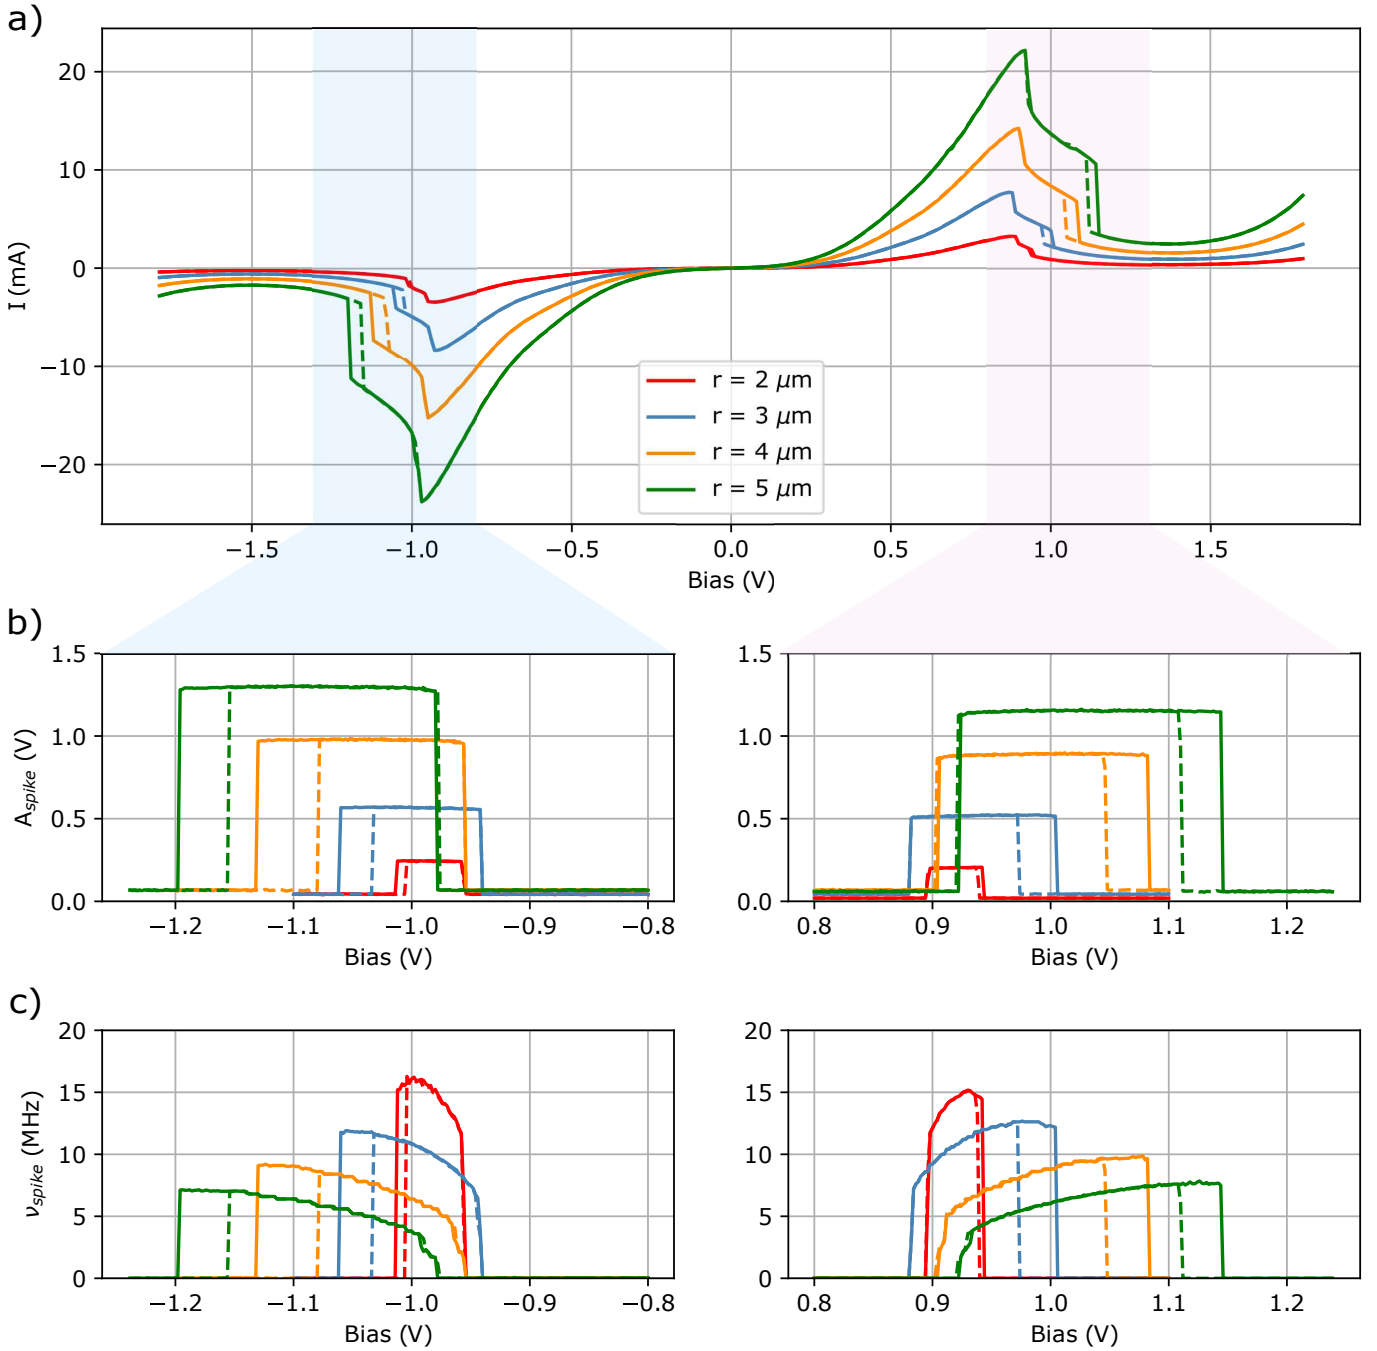 a)
20
10
0
−10
−20
I (mA)
−1.5 −1.0 −0.5 0.0 0.5 1.0 1.5
Bias (V)
r = 2 μm
r = 3 μm
r = 4 μm
r = 5 μm
b)
1.5
1.0
0.5
0.0
A_spike (V)
−1.2 −1.1 −1.0 −0.9 −0.8
Bias (V)
1.5
1.0
0.5
0.0
0.8 0.9 1.0 1.1 1.2
Bias (V)
c)
20
15
10
5
0
ν_spike (MHz)
−1.2 −1.1 −1.0 −0.9 −0.8
Bias (V)
20
15
10
5
0
0.8 0.9 1.0 1.1 1.2
Bias (V)